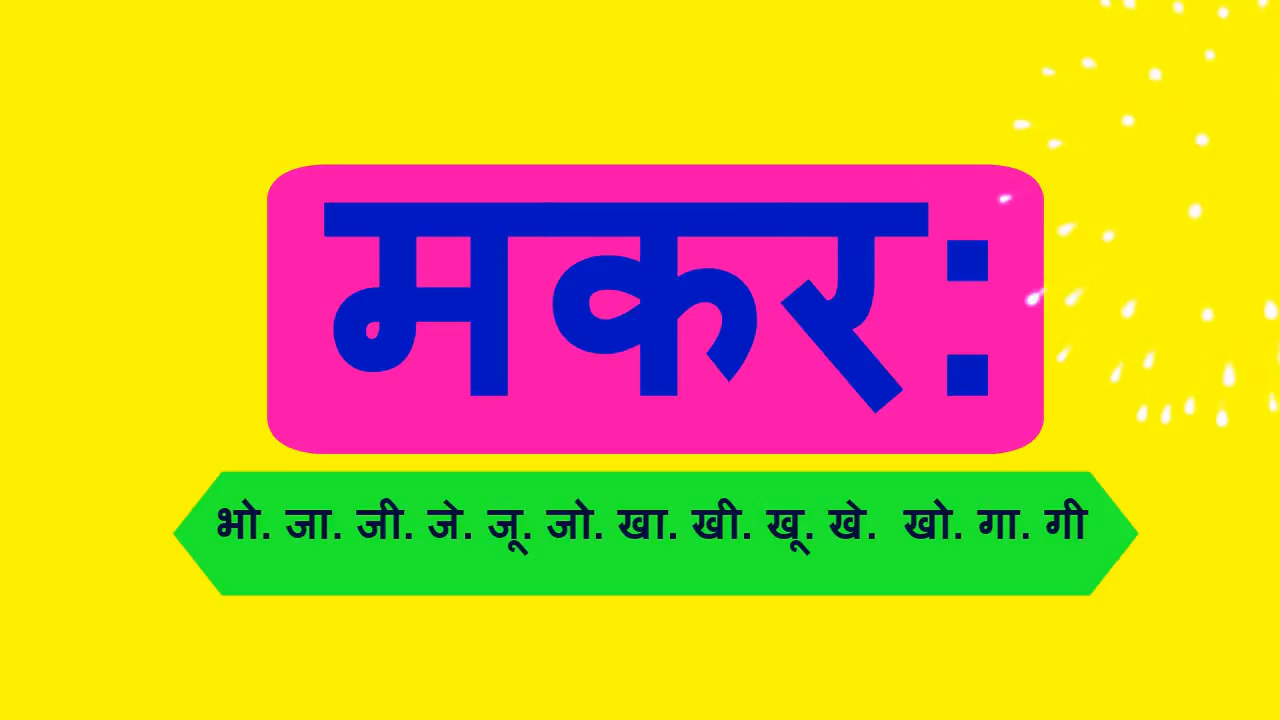 मकर:
भो. जा. जी. जे. जू. जो. खा. खी. खू. खे. खो. गा. गी